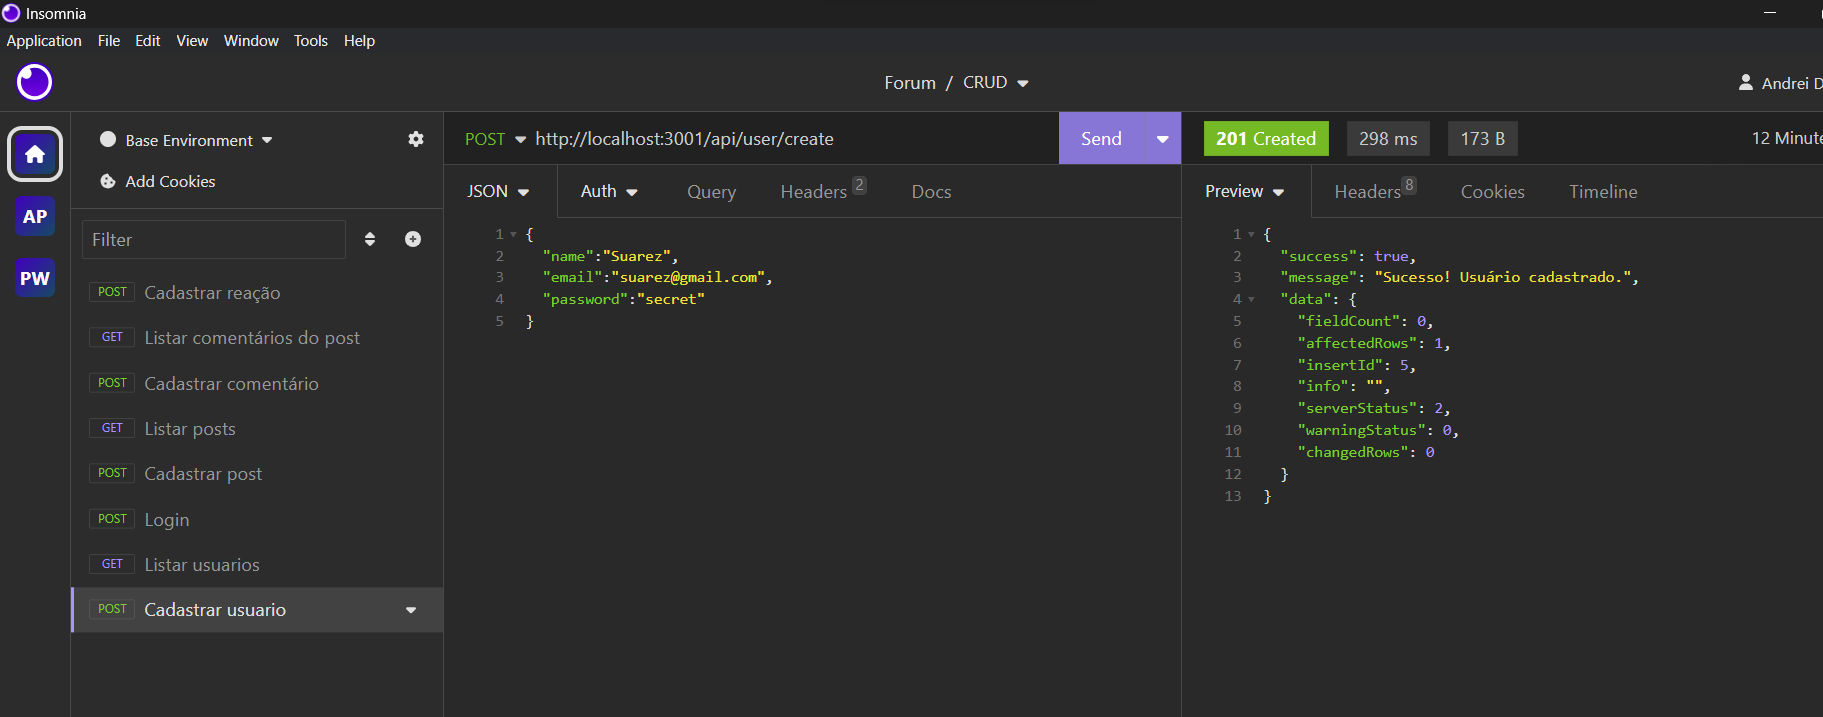 Insomnia
Application File Edit View Window Tools Help
Forum / CRUD
Andrei D
Base Environment
Add Cookies
AP
PW
Filter
POST Cadastrar reação
GET Listar comentários do post
POST Cadastrar comentário
GET Listar posts
POST Cadastrar post
POST Login
GET Listar usuarios
POST Cadastrar usuario
POST http://localhost:3001/api/user/create Send
JSON Auth Query Headers 2 Docs
1 {
2 "name":"Suarez",
3 "email":"suarez@gmail.com",
4 "password":"secret"
5 }
201 Created 298 ms 173 B 12 Minute
Preview Headers 8 Cookies Timeline
1 {
2 "success": true,
3 "message": "Sucesso! Usuário cadastrado.",
4 "data": {
5 "fieldCount": 0,
6 "affectedRows": 1,
7 "insertId": 5,
8 "info": "",
9 "serverStatus": 2,
10 "warningStatus": 0,
11 "changedRows": 0
12 }
13 }